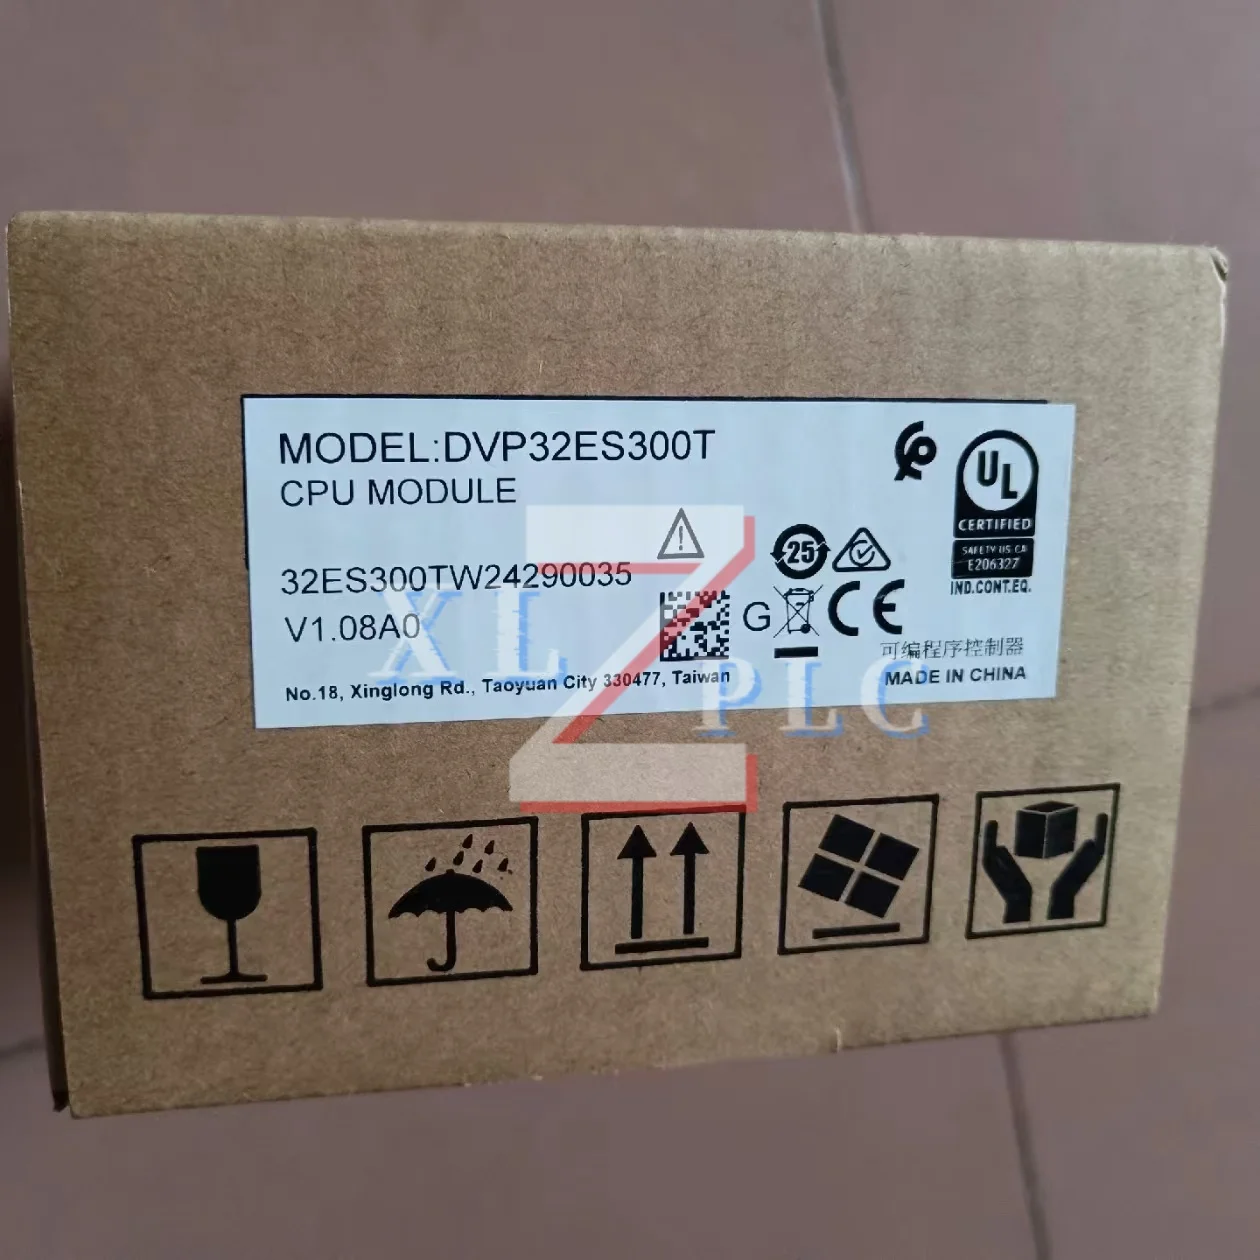 MODEL:DVP32ES300T
CPU MODULE
UL
CERTIFIED
SAFETY US CA
E206327
IND.CONT.EQ.
25
32ES300TW24290035
V1.08A0
G
CE
可编程序控制器
No.18, Xinglong Rd., Taoyuan City 330477, Taiwan
MADE IN CHINA
XLZ PLC